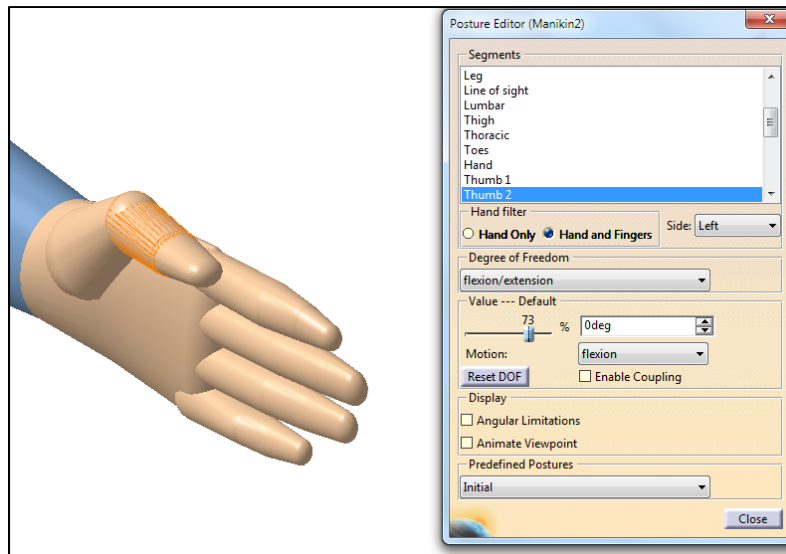 Posture Editor (Manikin2)
Segments
Leg
Line of sight
Lumbar
Thigh
Thoracic
Toes
Hand
Thumb 1
Thumb 2
Hand filter
Hand Only Hand and Fingers Side: Left
Degree of Freedom
flexion/extension
Value --- Default
73 % 0deg
Motion: flexion
Reset DOF Enable Coupling
Display
Angular Limitations
Animate Viewpoint
Predefined Postures
Initial
Close